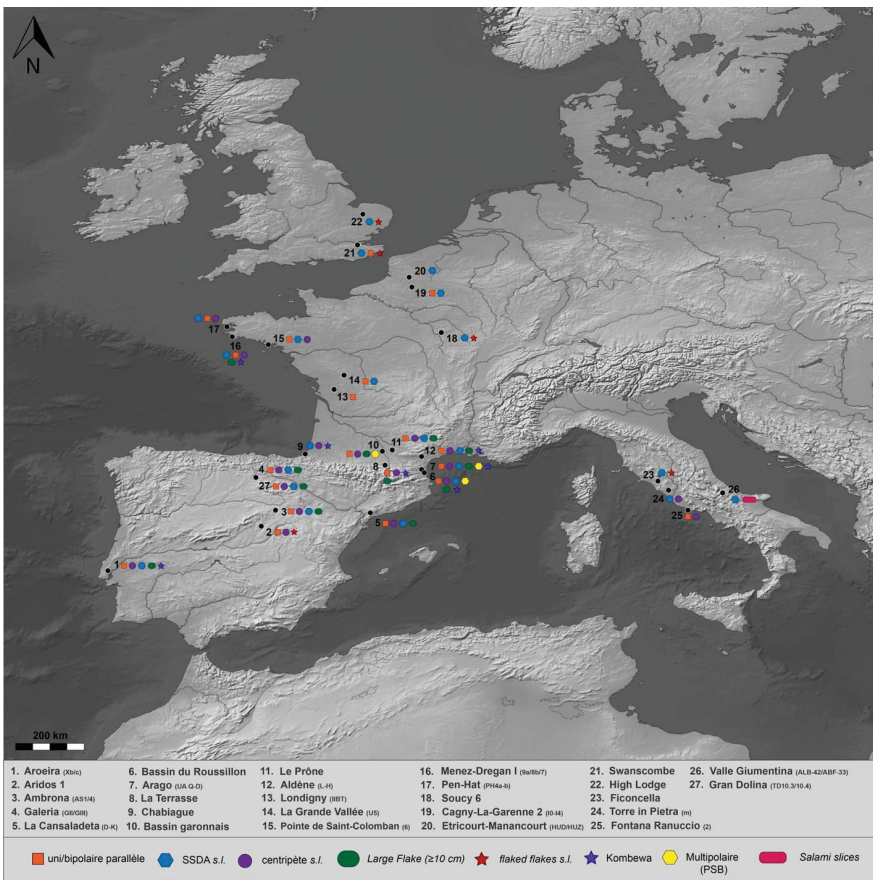 N
22
21
20
19
18
17
16
15
14
13
11
12
10
9
8
7
6
4
27
3
2
5
1
23
24
25
26
200 km
1. Aroeira (Xb/c)
2. Aridos 1
3. Ambrona (AS1/4)
4. Galeria (GII/GIII)
5. La Cansaladeta (D-K)
6. Bassin du Roussillon
7. Arago (UA Q-D)
8. La Terrasse
9. Chabiague
10. Bassin garonnais
11. Le Prône
12. Aldène (L-H)
13. Londigny (IIBT)
14. La Grande Vallée (U5)
15. Pointe de Saint-Colomban (6)
16. Menez-Dregan I (9a/8b/7)
17. Pen-Hat (PH4a-b)
18. Soucy 6
19. Cagny-La-Garenne 2 (I0-I4)
20. Etricourt-Manancourt (HUD/HUZ)
21. Swanscombe
22. High Lodge
23. Ficoncella
24. Torre in Pietra (m)
25. Fontana Ranuccio (2)
26. Valle Giumentina (ALB-42/ABF-33)
27. Gran Dolina (TD10.3/10.4)
uni/bipolaire parallèle
SSDA s.l.
centripète s.l.
Large Flake (≥10 cm)
flaked flakes s.l.
Kombewa
Multipolaire
(PSB)
Salami slices